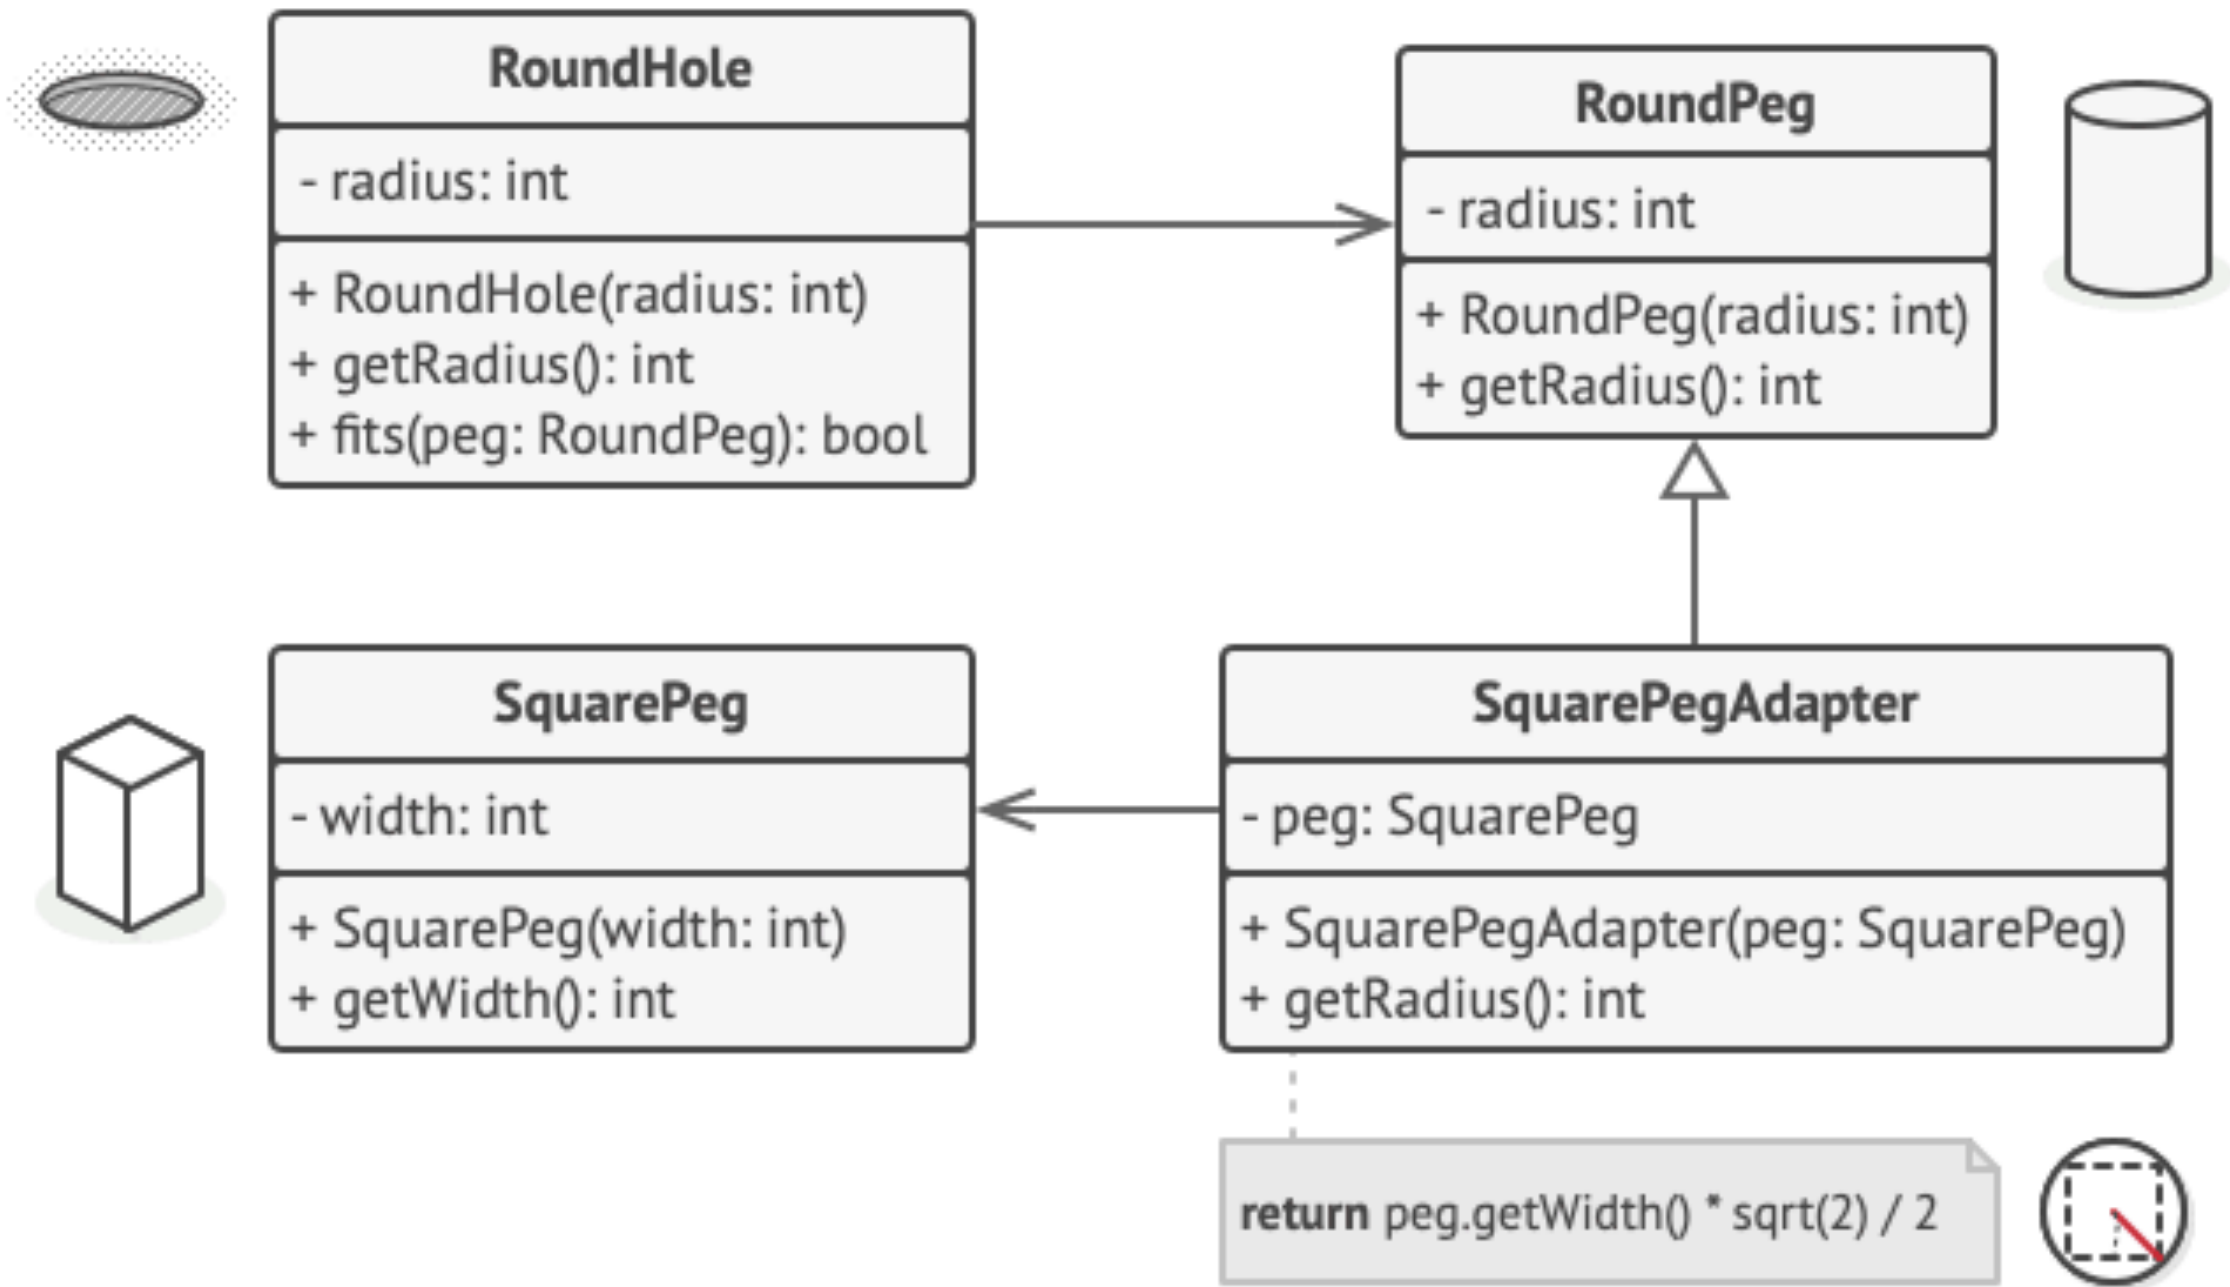 RoundHole
- radius: int
+ RoundHole(radius: int)
+ getRadius(): int
+ fits(peg: RoundPeg): bool
RoundPeg
- radius: int
+ RoundPeg(radius: int)
+ getRadius(): int
SquarePeg
- width: int
+ SquarePeg(width: int)
+ getWidth(): int
SquarePegAdapter
- peg: SquarePeg
+ SquarePegAdapter(peg: SquarePeg)
+ getRadius(): int
return peg.getWidth() * sqrt(2) / 2